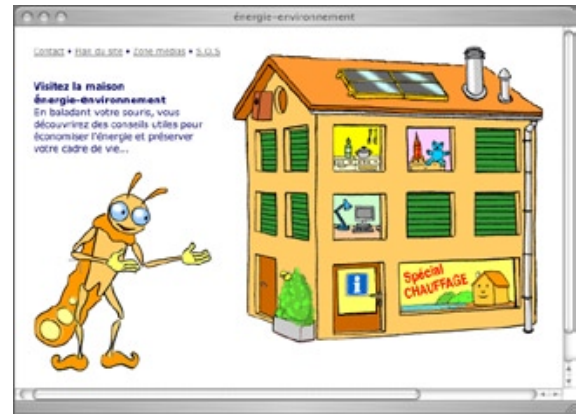 énergie-environnement
Contact • Plan du site • Zone médias • S.O.S
Visitez la maison
énergie-environnement
En baladant votre souris, vous
découvrirez des conseils utiles pour
économiser l'énergie et préserver
votre cadre de vie...
Spécial
CHAUFFAGE
i